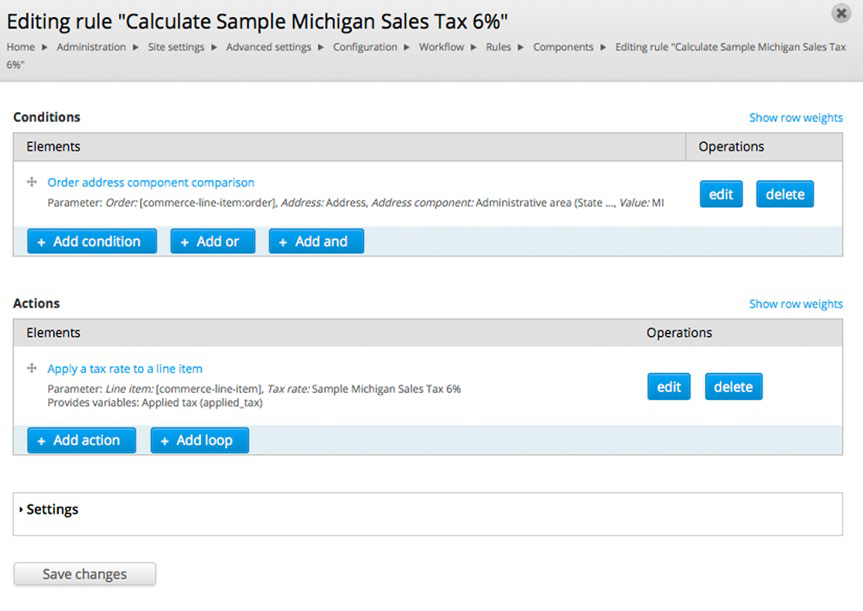 Editing rule "Calculate Sample Michigan Sales Tax 6%"
Home ▸ Administration ▸ Site settings ▸ Advanced settings ▸ Configuration ▸ Workflow ▸ Rules ▸ Components ▸ Editing rule "Calculate Sample Michigan Sales Tax
6%"
Conditions
Show row weights
Elements
Operations
Order address component comparison
Parameter: Order: [commerce-line-item:order], Address: Address, Address component: Administrative area (State ..., Value: MI
edit
delete
+ Add condition
+ Add or
+ Add and
Actions
Show row weights
Elements
Operations
Apply a tax rate to a line item
Parameter: Line item: [commerce-line-item], Tax rate: Sample Michigan Sales Tax 6%
Provides variables: Applied tax (applied_tax)
edit
delete
+ Add action
+ Add loop
▸ Settings
Save changes